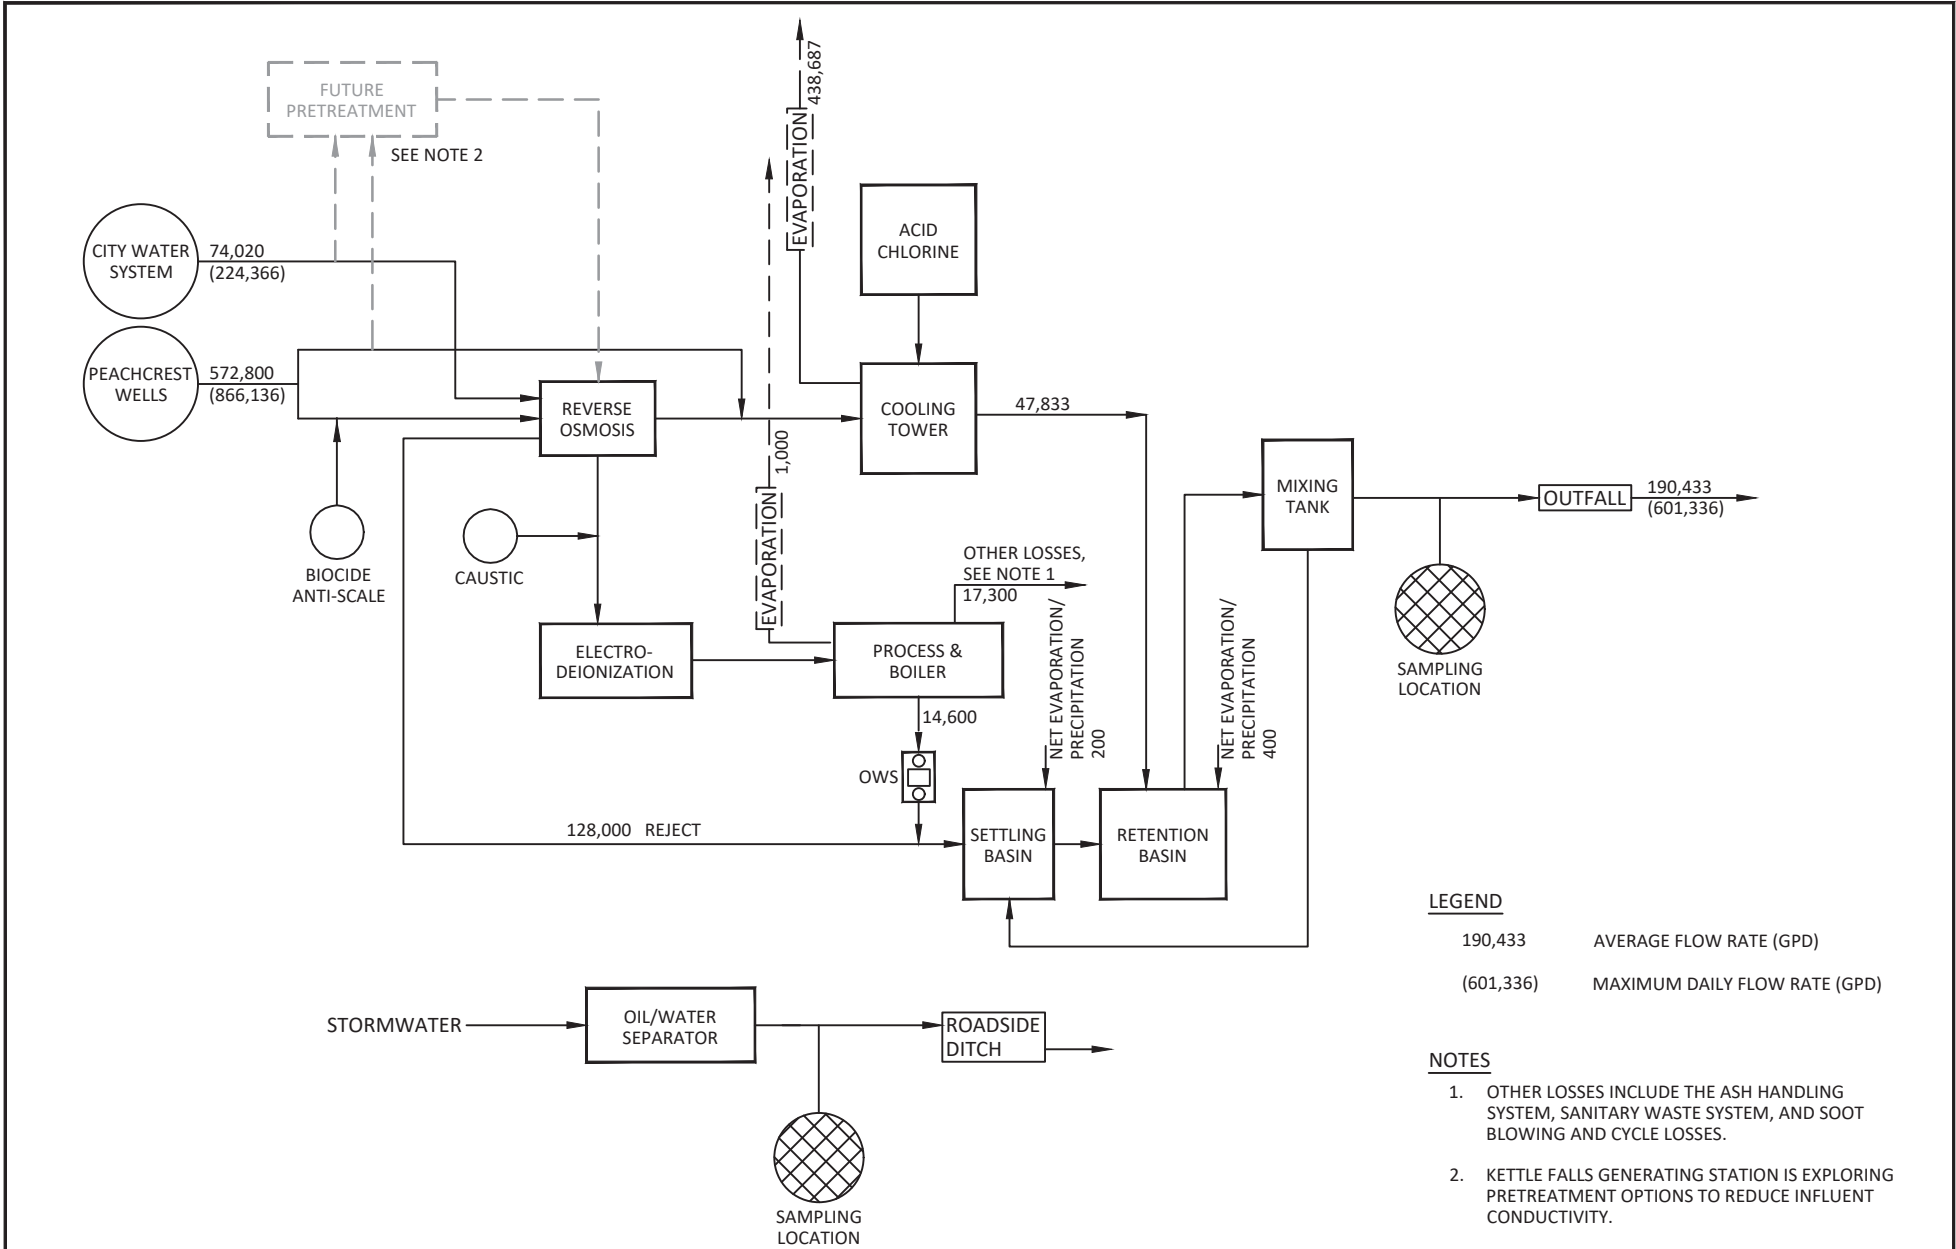 FUTURE
PRETREATMENT
SEE NOTE 2
CITY WATER
SYSTEM
74,020
(224,366)
PEACHCREST
WELLS
572,800
(866,136)
BIOCIDE
ANTI-SCALE
REVERSE
OSMOSIS
CAUSTIC
ELECTRO-
DEIONIZATION
EVAPORATION
1,000
EVAPORATION
438,687
ACID
CHLORINE
COOLING
TOWER
47,833
OTHER LOSSES,
SEE NOTE 1
17,300
PROCESS &
BOILER
14,600
OWS
128,000 REJECT
NET EVAPORATION/
PRECIPITATION
200
SETTLING
BASIN
NET EVAPORATION/
PRECIPITATION
400
RETENTION
BASIN
MIXING
TANK
OUTFALL
190,433
(601,336)
SAMPLING
LOCATION
STORMWATER
OIL/WATER
SEPARATOR
ROADSIDE
DITCH
SAMPLING
LOCATION
LEGEND
190,433 AVERAGE FLOW RATE (GPD)
(601,336) MAXIMUM DAILY FLOW RATE (GPD)
NOTES
1. OTHER LOSSES INCLUDE THE ASH HANDLING
SYSTEM, SANITARY WASTE SYSTEM, AND SOOT
BLOWING AND CYCLE LOSSES.
2. KETTLE FALLS GENERATING STATION IS EXPLORING
PRETREATMENT OPTIONS TO REDUCE INFLUENT
CONDUCTIVITY.